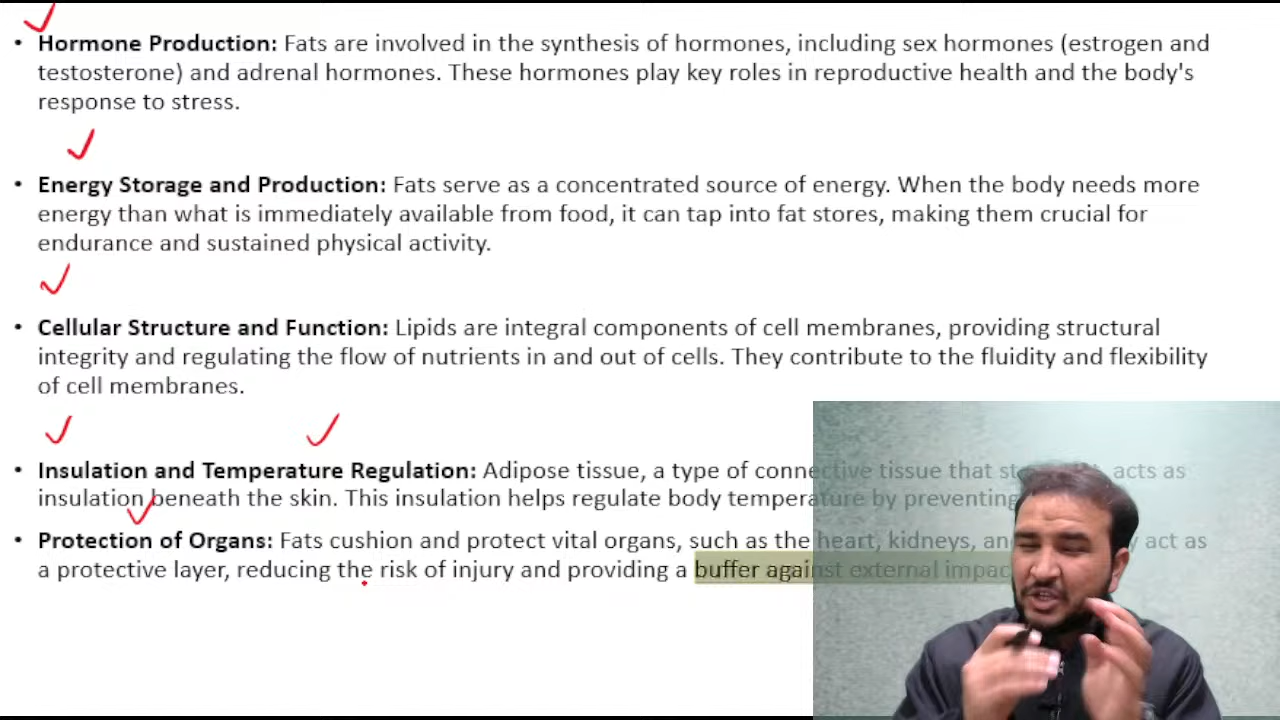 • Hormone Production: Fats are involved in the synthesis of hormones, including sex hormones (estrogen and
testosterone) and adrenal hormones. These hormones play key roles in reproductive health and the body's
response to stress.
• Energy Storage and Production: Fats serve as a concentrated source of energy. When the body needs more
energy than what is immediately available from food, it can tap into fat stores, making them crucial for
endurance and sustained physical activity.
• Cellular Structure and Function: Lipids are integral components of cell membranes, providing structural
integrity and regulating the flow of nutrients in and out of cells. They contribute to the fluidity and flexibility
of cell membranes.
• Insulation and Temperature Regulation: Adipose tissue, a type of connective tissue that acts as
insulation beneath the skin. This insulation helps regulate body temperature by preventing
• Protection of Organs: Fats cushion and protect vital organs, such as the heart, kidneys, act as
a protective layer, reducing the risk of injury and providing a buffer against external